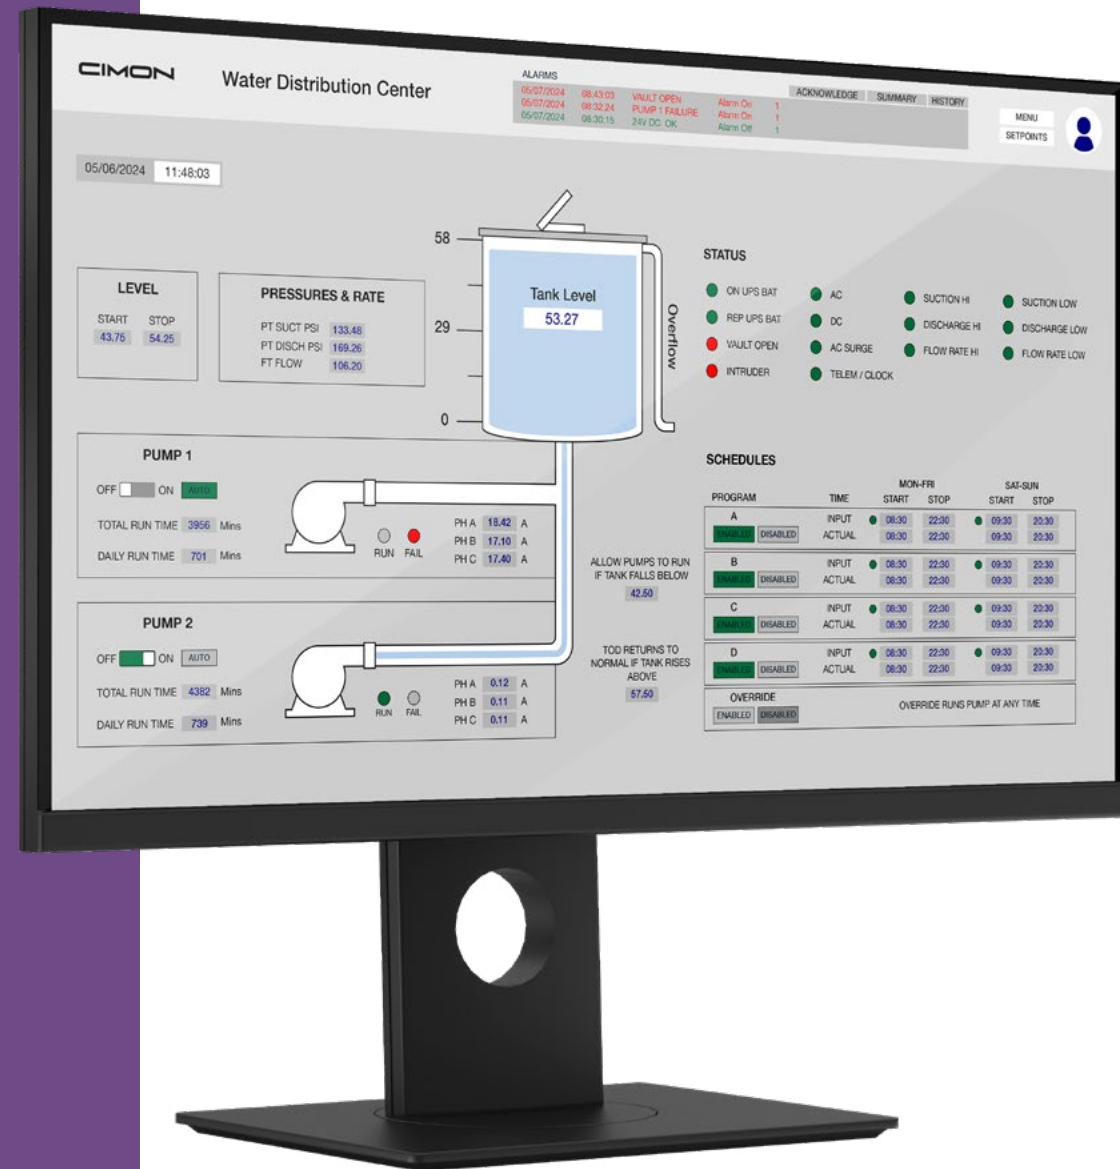 CIMON
Water Distribution Center
ALARMS
05/07/2024 08.43:03 VAULT OPEN Alarm On 1
05/07/2024 08.32.24 PUMP 1 FAILURE Alarm On 1
05/07/2024 08.30:15 24V DC OK Alarm Off 1
ACKNOWLEDGE SUMMARY HISTORY
MENU
SETPOINTS
05/06/2024 11:48:03
LEVEL
START STOP
43.75 54.25
PRESSURES & RATE
PT SUCT PSI 133.48
PT DISCH PSI 169.26
FT FLOW 106.20
58
29
0
Tank Level
53.27
Overflow
STATUS
ON UPS BAT AC SUCTION HI SUCTION LOW
REP UPS BAT DC DISCHARGE HI DISCHARGE LOW
VAULT OPEN AC SURGE FLOW RATE HI FLOW RATE LOW
INTRUDER TELEM / CLOCK
PUMP 1
OFF ON AUTO
TOTAL RUN TIME 3956 Mins
DAILY RUN TIME 701 Mins
RUN FAIL
PH A 18.42 A
PH B 17.10 A
PH C 17.40 A
PUMP 2
OFF ON AUTO
TOTAL RUN TIME 4382 Mins
DAILY RUN TIME 739 Mins
RUN FAIL
PH A 0.12 A
PH B 0.11 A
PH C 0.11 A
ALLOW PUMPS TO RUN
IF TANK FALLS BELOW
42.50
TOD RETURNS TO
NORMAL IF TANK RISES
ABOVE
57.50
SCHEDULES
MON-FRI SAT-SUN
PROGRAM TIME START STOP START STOP
A INPUT 08:30 22:30 09:30 20:30
ENABLED DISABLED ACTUAL 08:30 22:30 09:30 20:30
B INPUT 08:30 22:30 09:30 20:30
ENABLED DISABLED ACTUAL 08:30 22:30 09:30 20:30
C INPUT 08:30 22:30 09:30 20:30
ENABLED DISABLED ACTUAL 08:30 22:30 09:30 20:30
D INPUT 08:30 22:30 09:30 20:30
ENABLED DISABLED ACTUAL 08:30 22:30 09:30 20:30
OVERRIDE
ENABLED DISABLED OVERRIDE RUNS PUMP AT ANY TIME